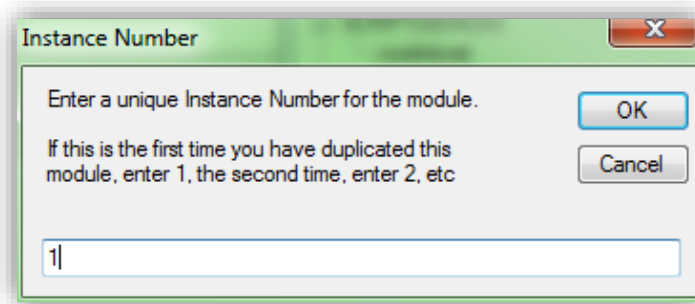 Instance Number
Enter a unique Instance Number for the module.
OK
If this is the first time you have duplicated this
module, enter 1, the second time, enter 2, etc
Cancel
1